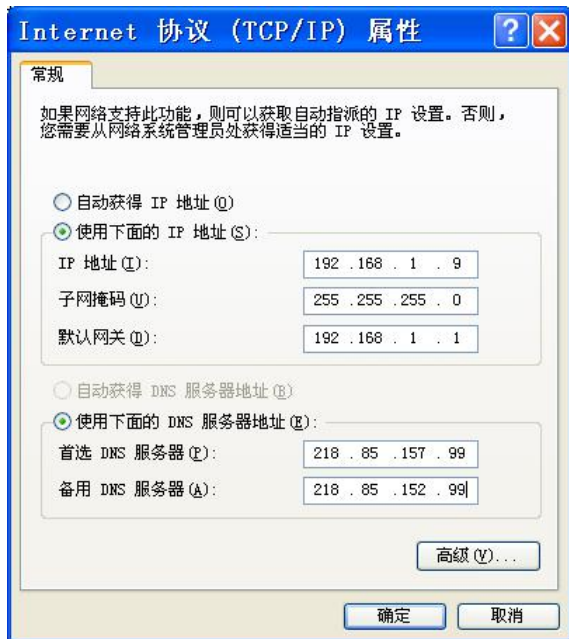 Internet 协议 (TCP/IP) 属性
常规
如果网络支持此功能，则可以获取自动指派的 IP 设置。否则，
您需要从网络系统管理员处获得适当的 IP 设置。
自动获得 IP 地址(O)
使用下面的 IP 地址(S):
IP 地址(I): 192 .168 . 1 . 9
子网掩码(U): 255 .255 .255 . 0
默认网关(D): 192 .168 . 1 . 1
自动获得 DNS 服务器地址(B)
使用下面的 DNS 服务器地址(E):
首选 DNS 服务器(P): 218 . 85 .157 . 99
备用 DNS 服务器(A): 218 . 85 .152 . 99
高级(V)...
确定 取消